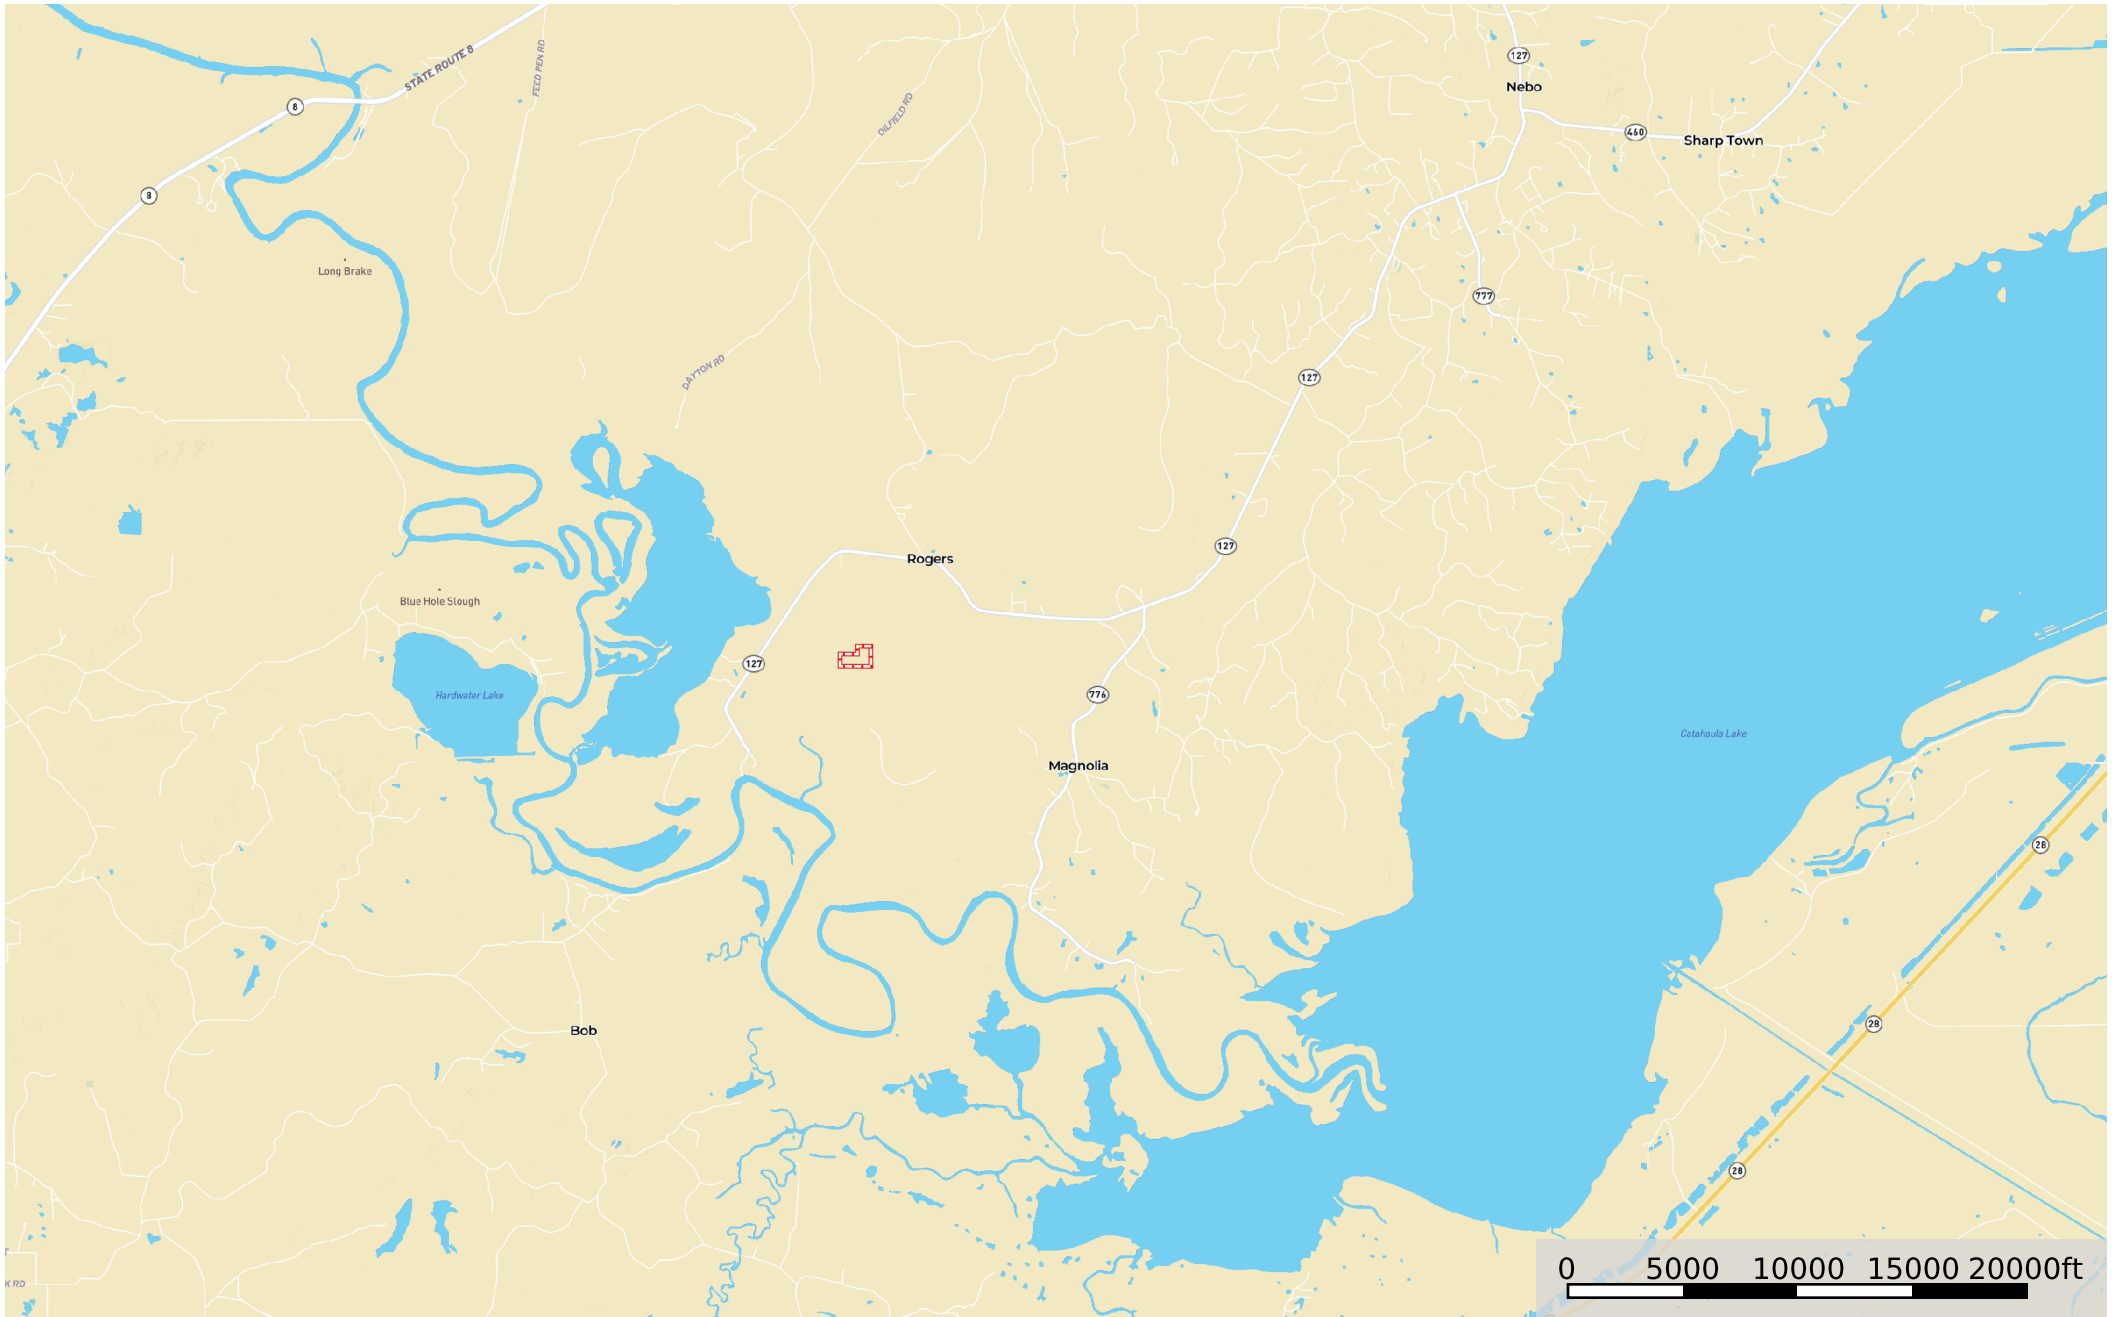 127
Nebo
STATE ROUTE 8
FEED PEN RD
8
OILFIELD RD
460
Sharp Town
8
Long Brake
777
DAYTON RD
127
127
Rogers
Blue Hole Slough
127
Hardwater Lake
776
Catahoula Lake
Magnolia
28
28
Bob
28
K RD
0 5000 10000 15000 20000ft